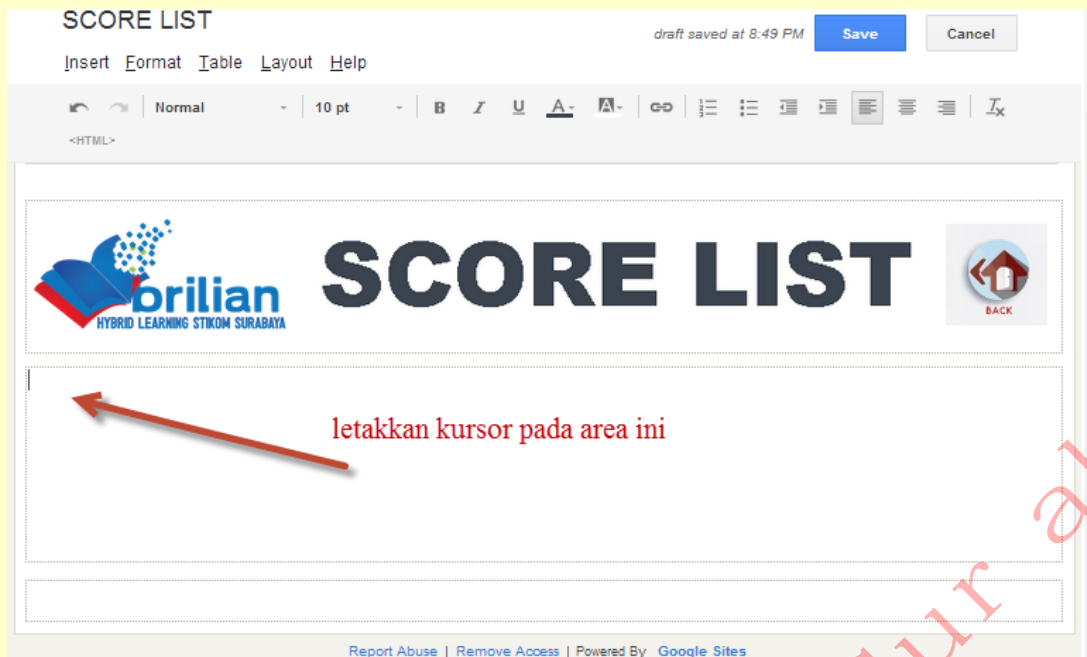 SCORE LIST
draft saved at 8:49 PM Save Cancel
Insert Format Table Layout Help
Normal 10 pt B I U A A Tx
<HTML>
brilian
HYBRID LEARNING STIKOM SURABAYA
SCORE LIST
BACK
letakkan kursor pada area ini
Report Abuse | Remove Access | Powered By Google Sites